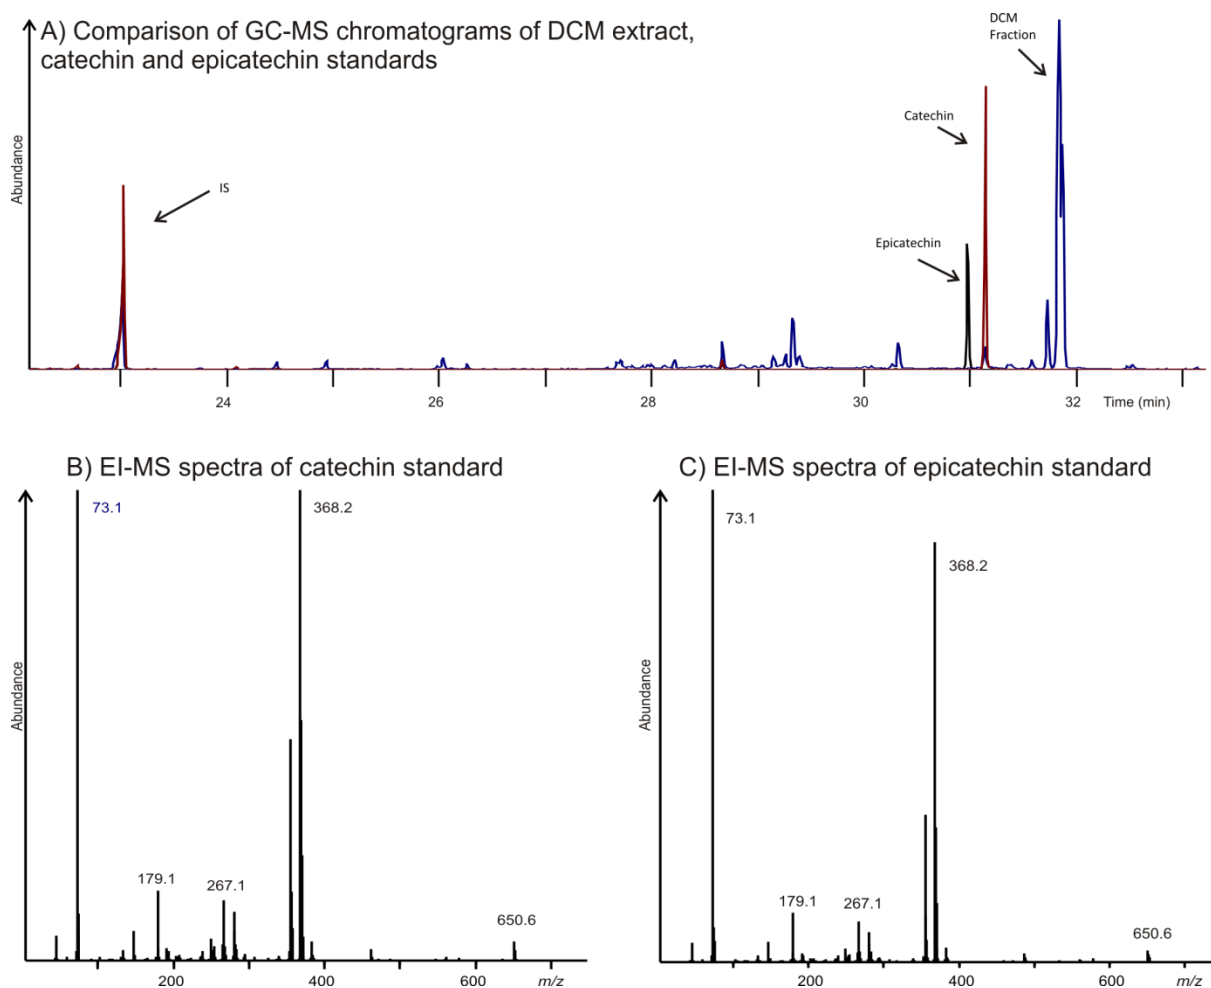 A) Comparison of GC-MS chromatograms of DCM extract,
catechin and epicatechin standards
DCM
Fraction
Catechin
Abundance
IS
Epicatechin
24
26
28
30
32
Time (min)
B) EI-MS spectra of catechin standard
73.1
368.2
Abundance
179.1
267.1
650.6
200
400
600
m/z
C) EI-MS spectra of epicatechin standard
73.1
368.2
Abundance
179.1
267.1
650.6
200
400
600
m/z